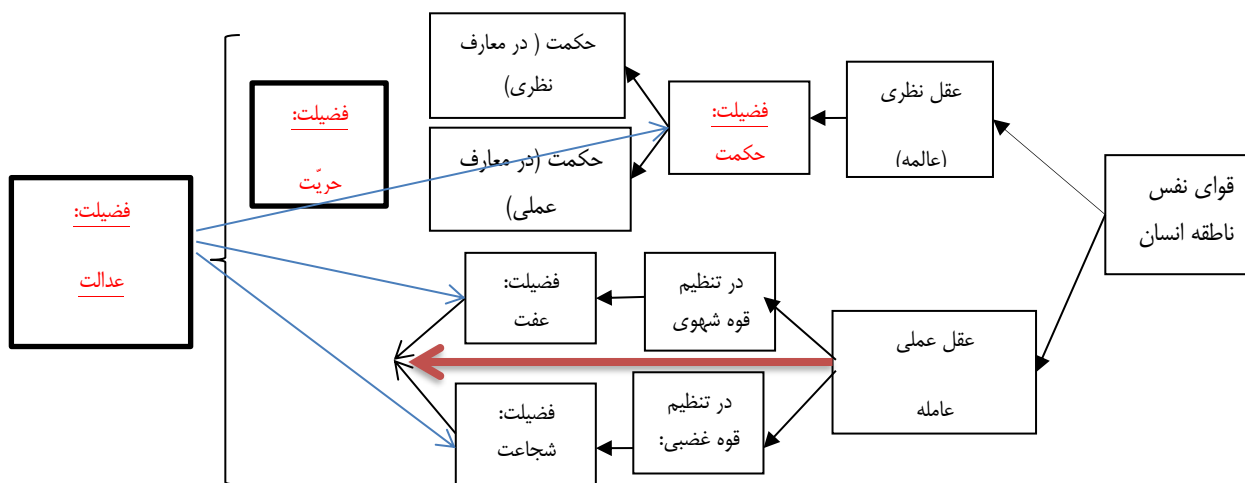 قوای نفس
ناطقه انسان
عقل نظری
(عالمه)
فضیلت:
حکمت
حکمت ( در معارف
نظری)
حکمت (در معارف
عملی)
عقل عملی
عامله
در تنظیم
قوه شهوی
فضیلت:
عفت
در تنظیم
قوه غضبی:
فضیلت:
شجاعت
فضیلت:
حریّت
فضیلت:
عدالت